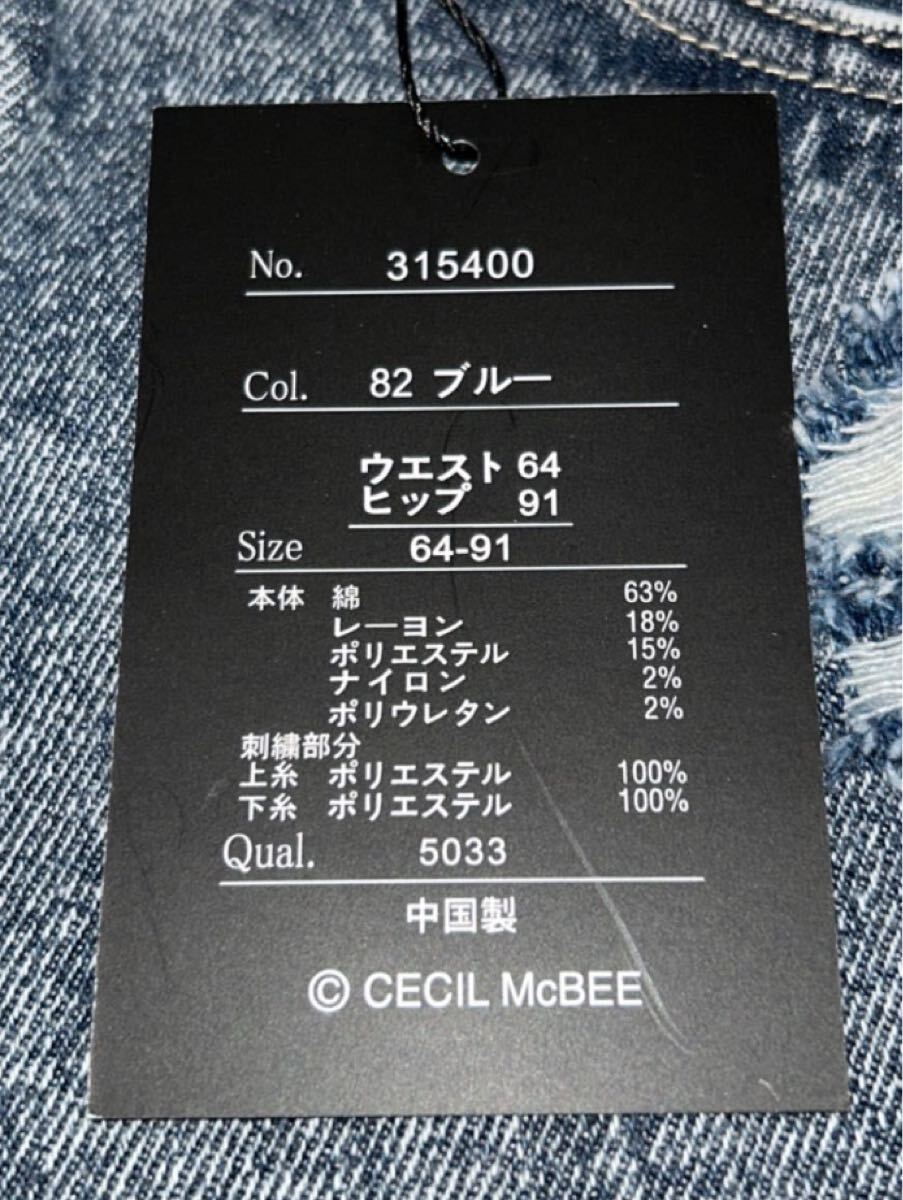 No. 315400
Col. 82 ブルー
ウエスト 64
ヒップ 91
Size 64-91
本体 綿 63%
レーヨン 18%
ポリエステル 15%
ナイロン 2%
ポリウレタン 2%
刺繍部分
上糸 ポリエステル 100%
下糸 ポリエステル 100%
Qual. 5033
中国製
© CECIL McBEE